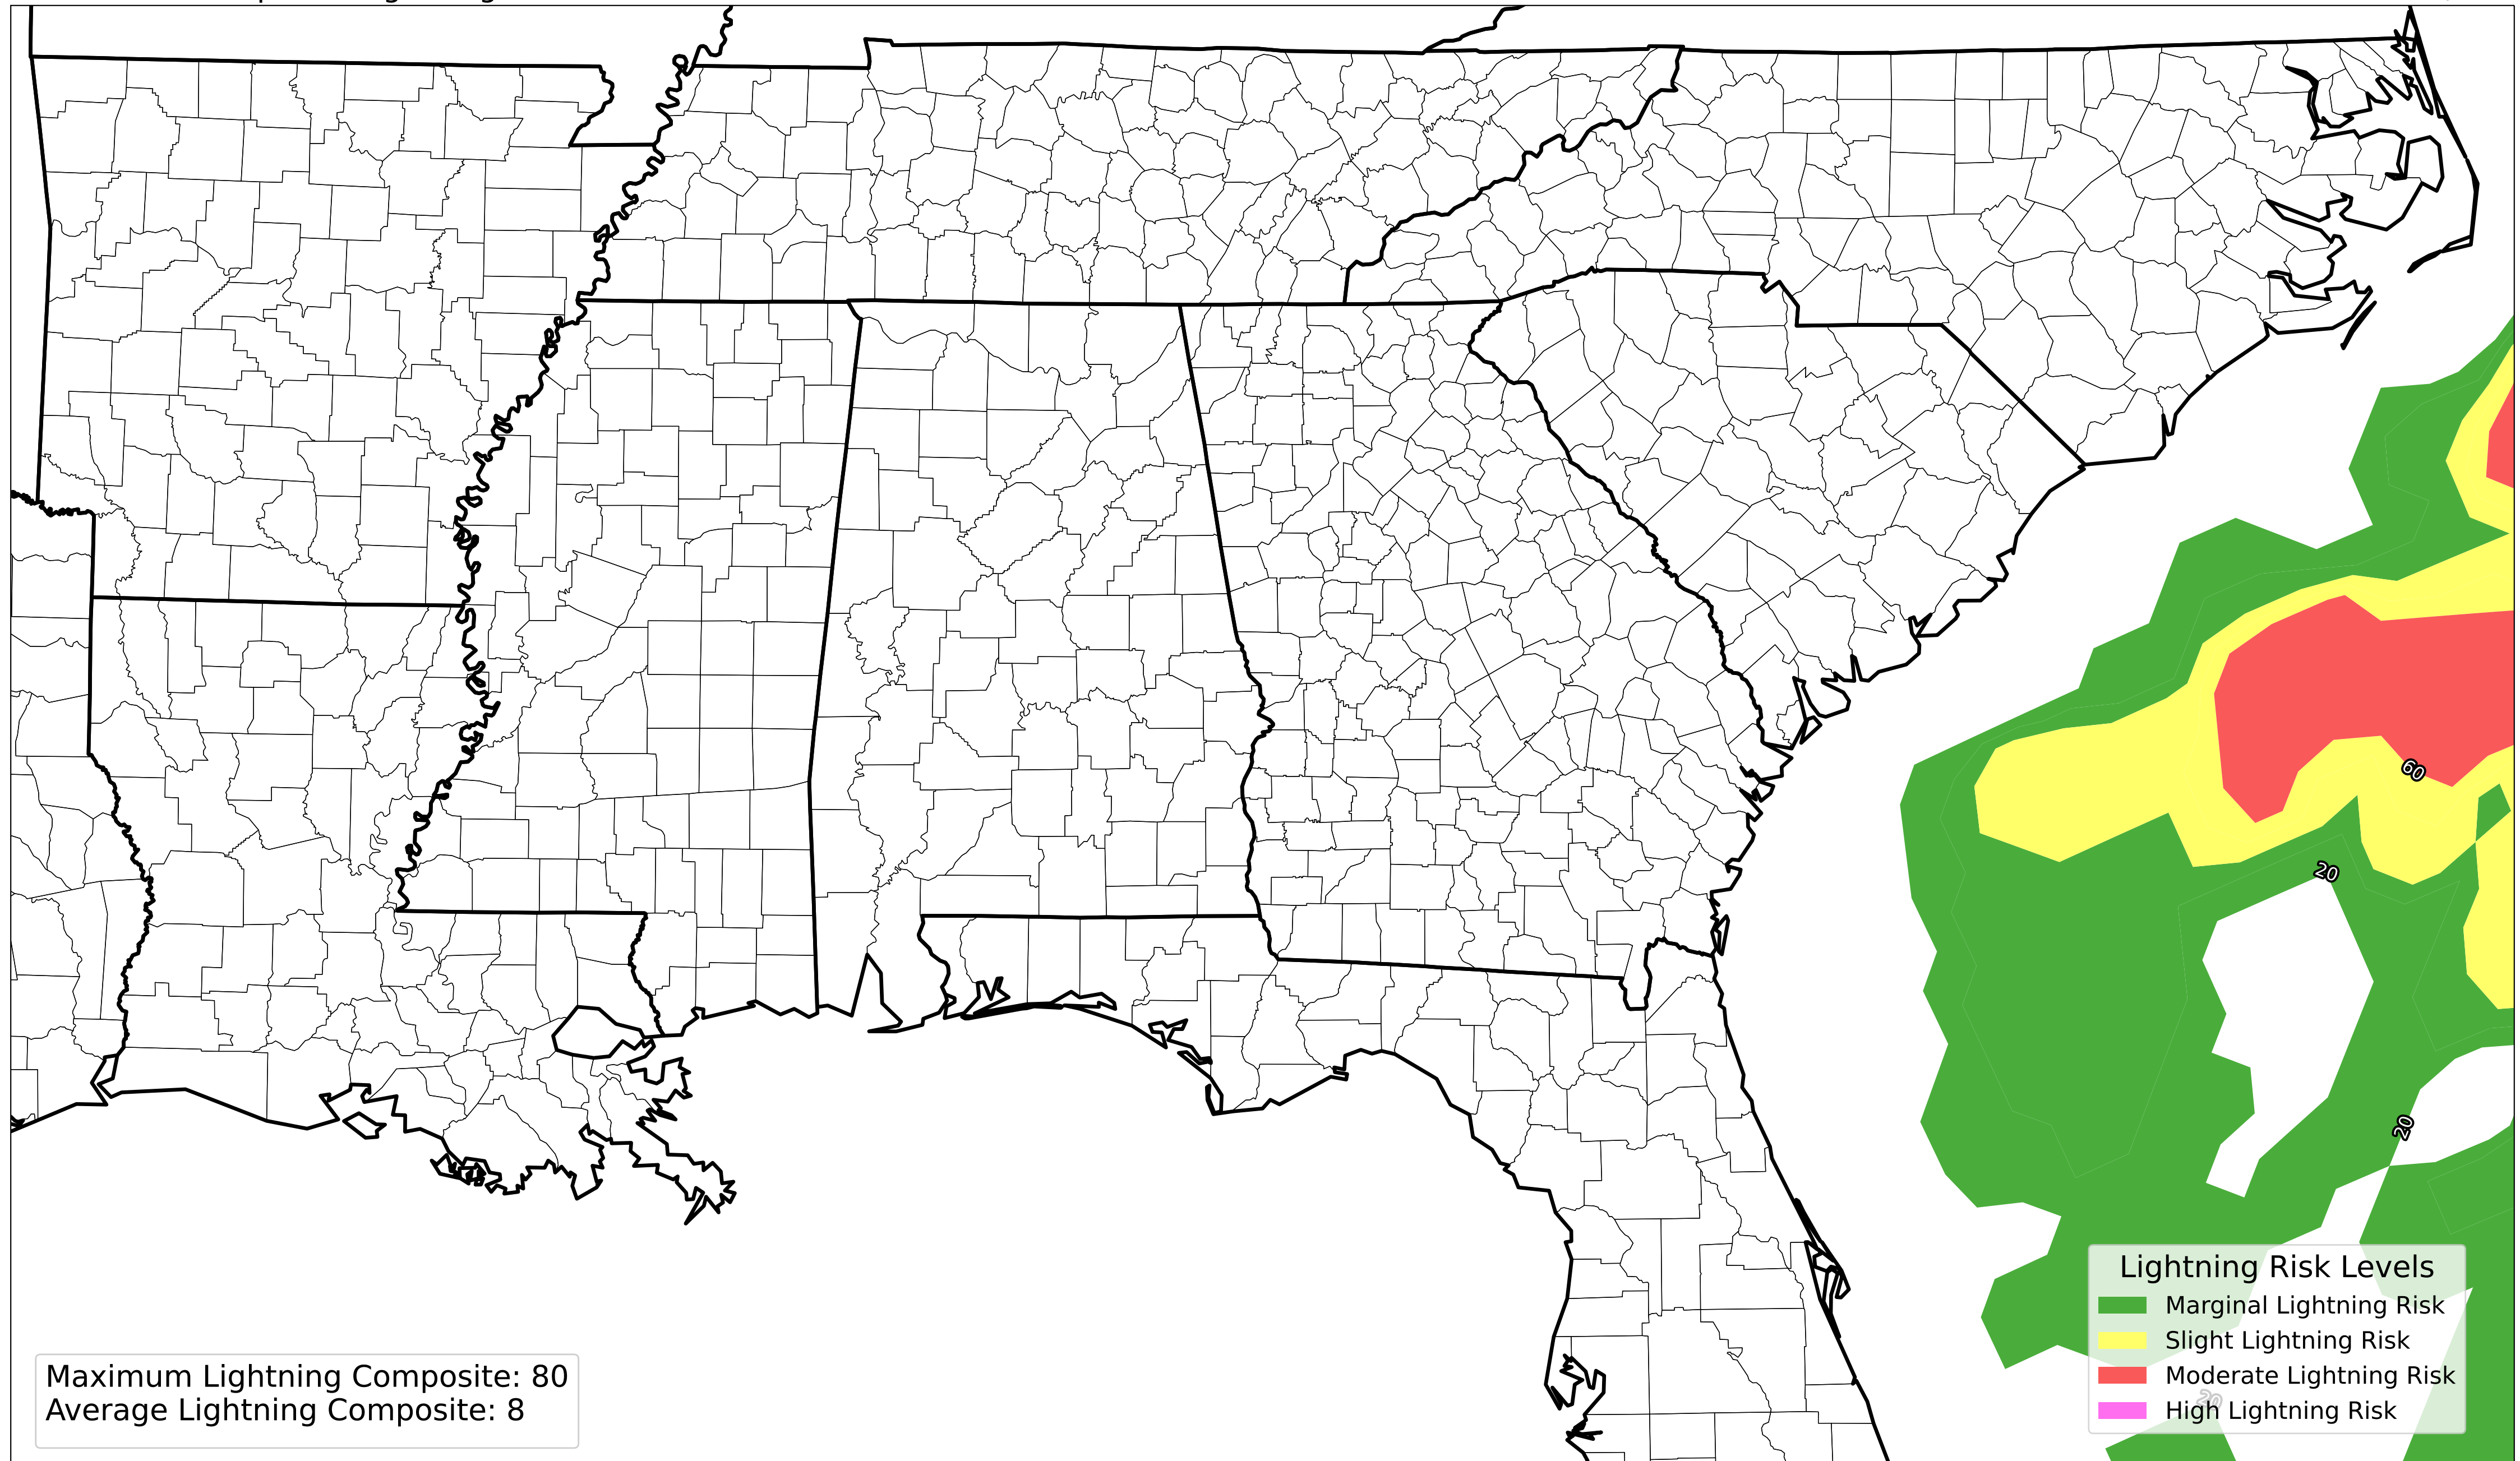 60
20
20
Lightning Risk Levels
Marginal Lightning Risk
Slight Lightning Risk
Moderate Lightning Risk
High Lightning Risk
20
Maximum Lightning Composite: 80
Average Lightning Composite: 8